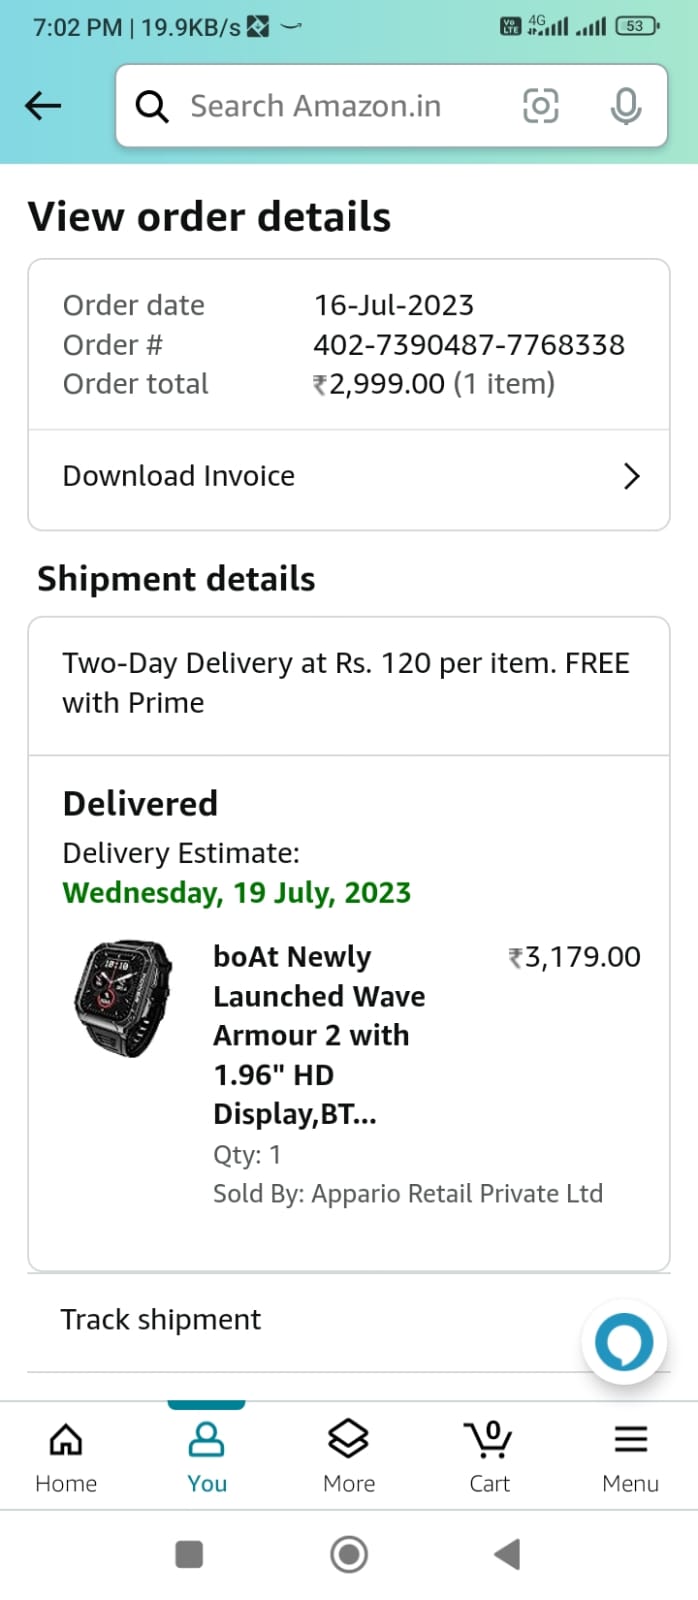 7:02 PM | 19.9KB/s
Vo LTE 4G 53
Search Amazon.in
View order details
Order date 16-Jul-2023
Order # 402-7390487-7768338
Order total ₹2,999.00 (1 item)
Download Invoice
Shipment details
Two-Day Delivery at Rs. 120 per item. FREE
with Prime
Delivered
Delivery Estimate:
Wednesday, 19 July, 2023
boAt Newly ₹3,179.00
Launched Wave
Armour 2 with
1.96" HD
Display,BT...
Qty: 1
Sold By: Appario Retail Private Ltd
18:10
Track shipment
0
Home You More Cart Menu